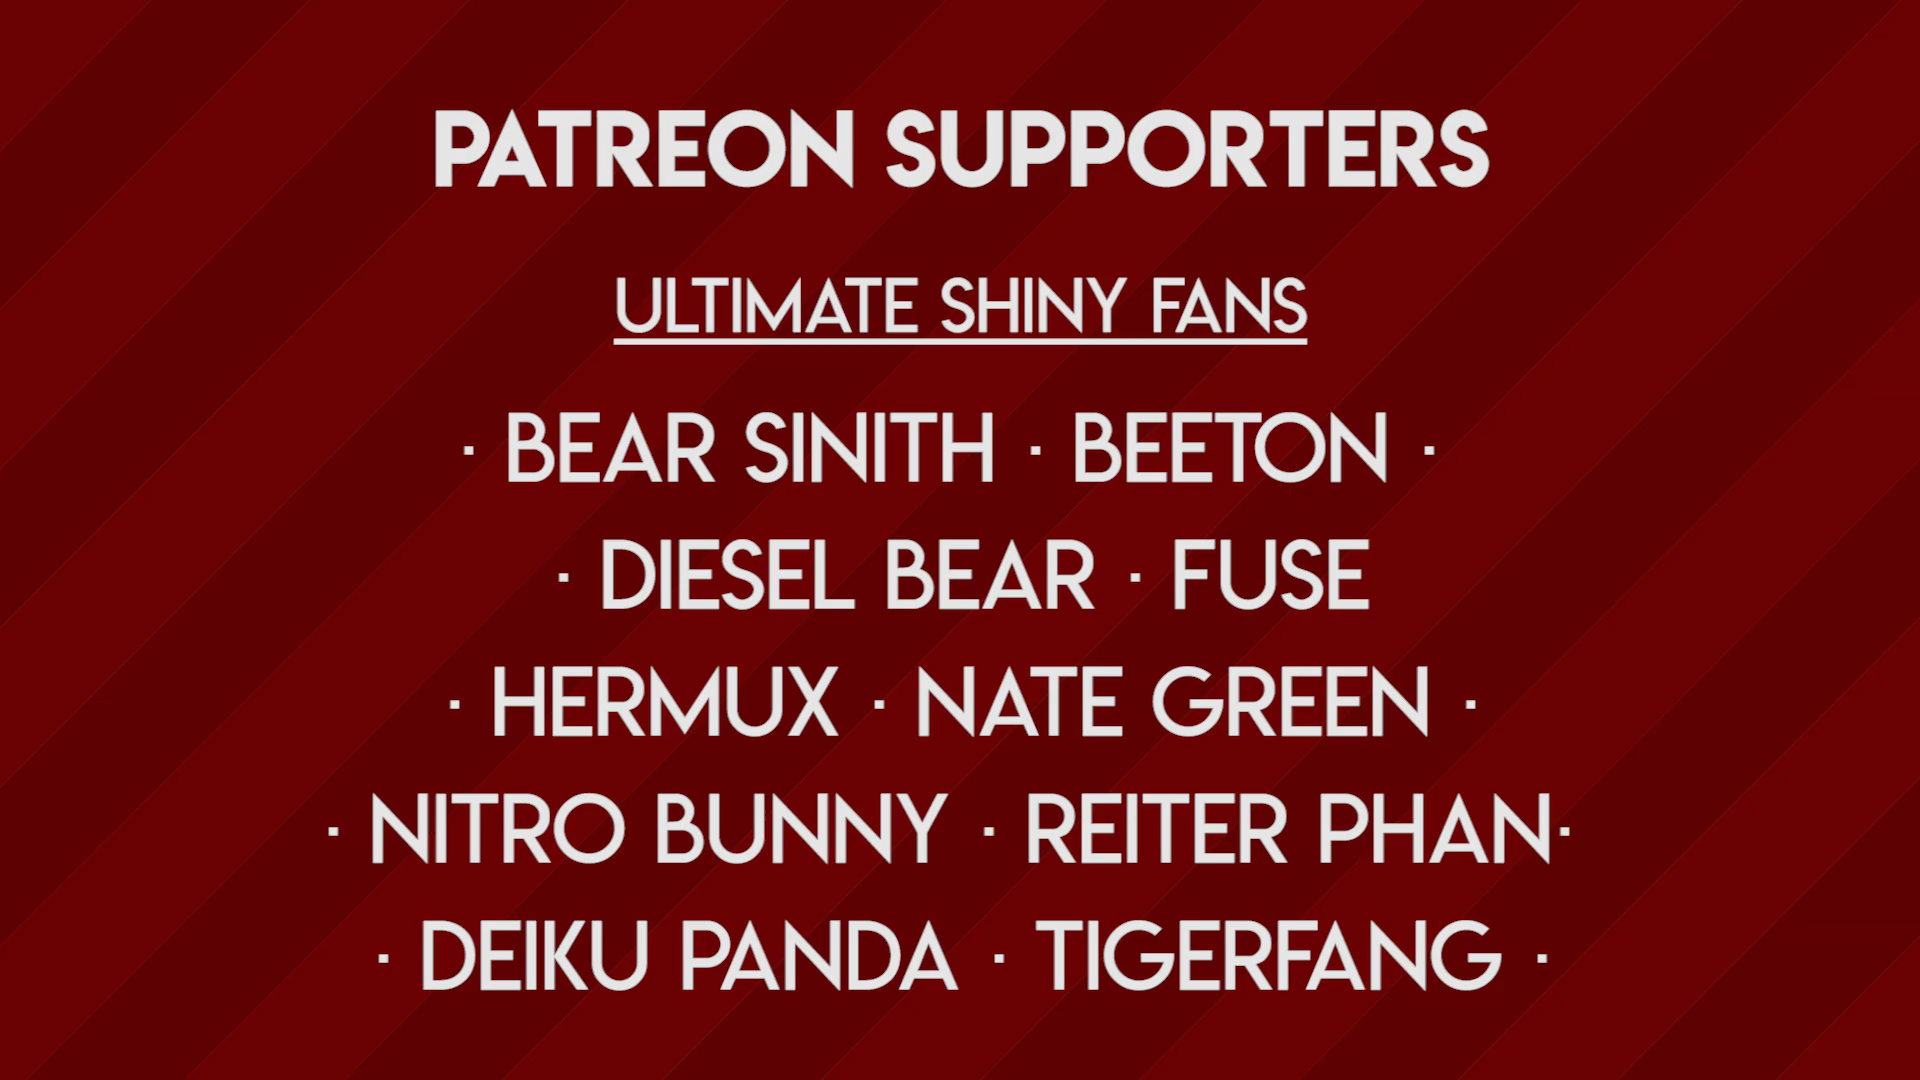 PATREON SUPPORTERS
ULTIMATE SHINY FANS
· BEAR SINITH · BEETON ·
· DIESEL BEAR · FUSE
· HERMUX · NATE GREEN ·
· NITRO BUNNY · REITER PHAN·
· DEIKU PANDA · TIGERFANG ·